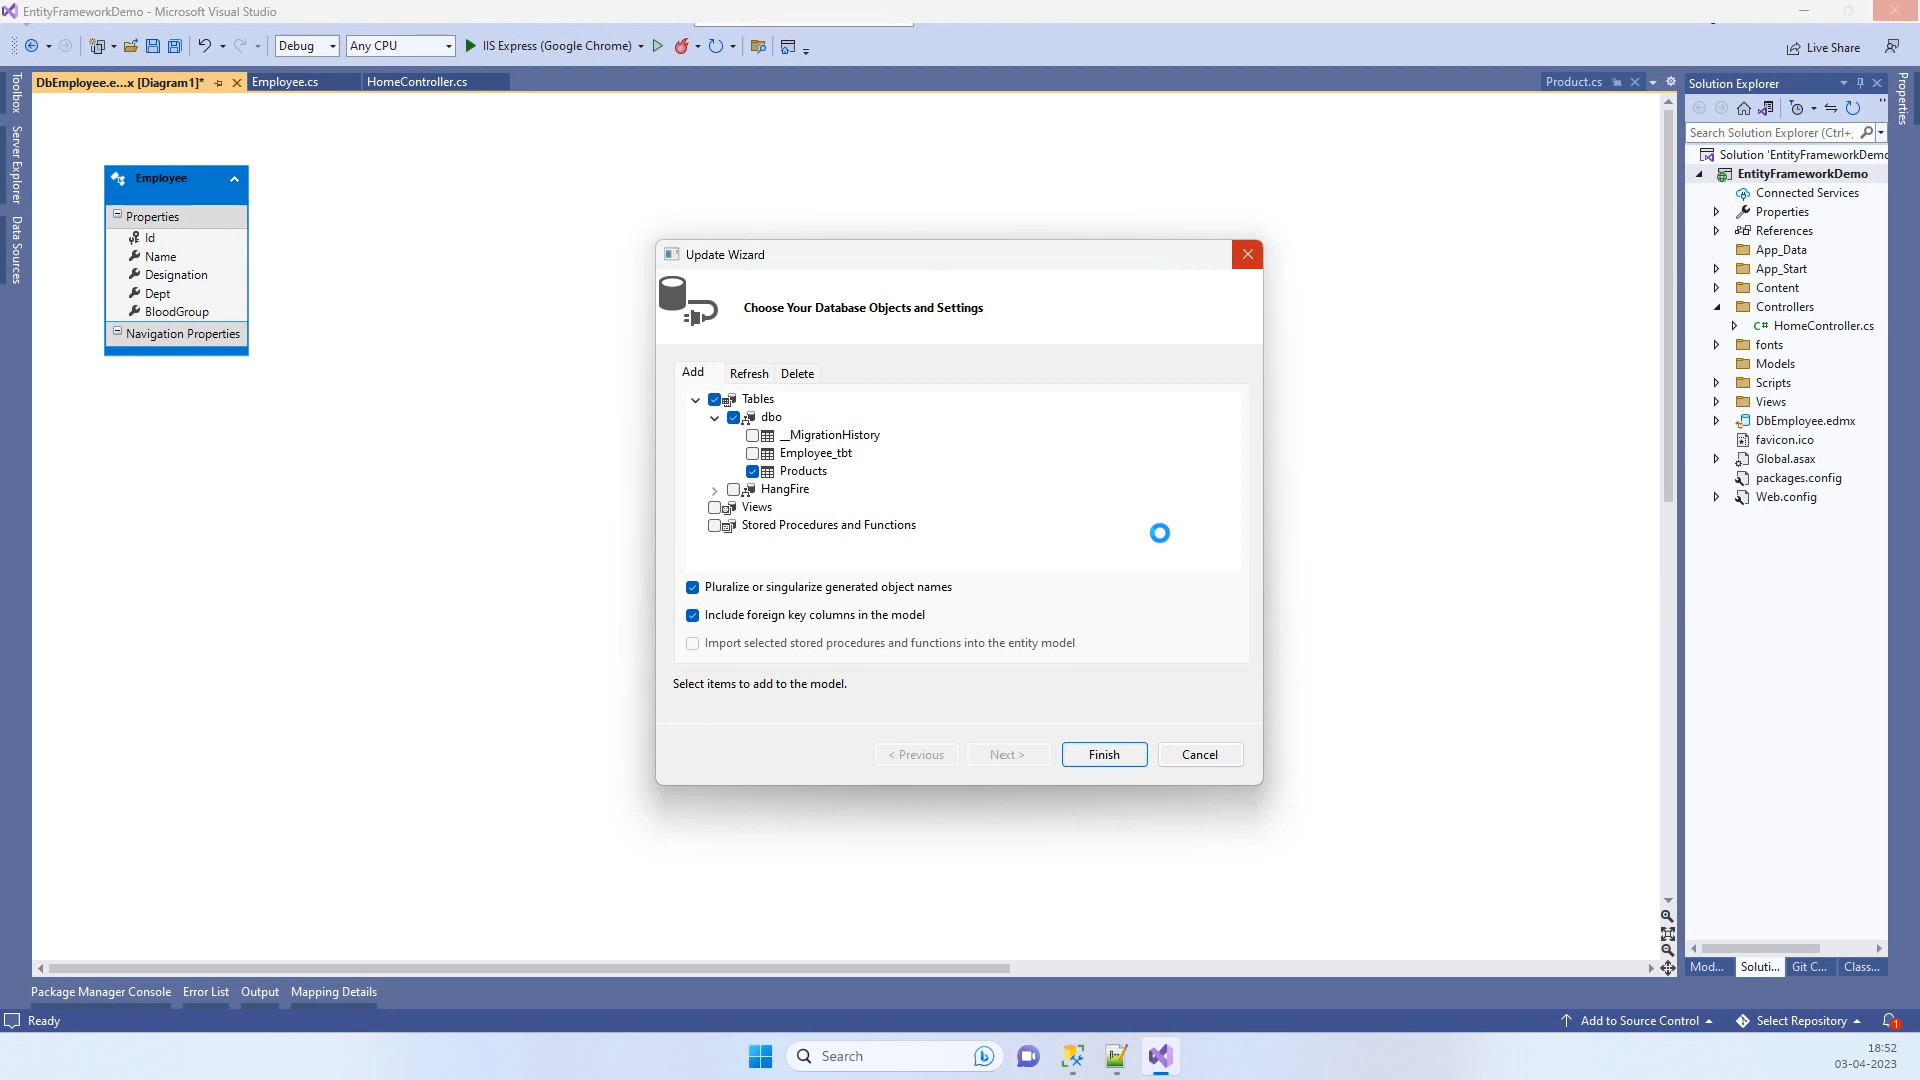 EntityFrameworkDemo - Microsoft Visual Studio
Debug
Any CPU
IIS Express (Google Chrome)
Live Share
DbEmployee.e...x [Diagram1]*
Employee.cs
HomeController.cs
Product.cs
Toolbox
Server Explorer
Data Sources
Employee
Properties
Id
Name
Designation
Dept
BloodGroup
Navigation Properties
Update Wizard
Choose Your Database Objects and Settings
Add
Refresh
Delete
Tables
dbo
__MigrationHistory
Employee_tbt
Products
HangFire
Views
Stored Procedures and Functions
Pluralize or singularize generated object names
Include foreign key columns in the model
Import selected stored procedures and functions into the entity model
Select items to add to the model.
< Previous
Next >
Finish
Cancel
Solution Explorer
Search Solution Explorer (Ctrl+;
Solution 'EntityFrameworkDemo
EntityFrameworkDemo
Connected Services
Properties
References
App_Data
App_Start
Content
Controllers
C# HomeController.cs
fonts
Models
Scripts
Views
DbEmployee.edmx
favicon.ico
Global.asax
packages.config
Web.config
Mod...
Soluti...
Git C...
Class...
Properties
Package Manager Console
Error List
Output
Mapping Details
Ready
Add to Source Control
Select Repository
1
Search
18:52
03-04-2023